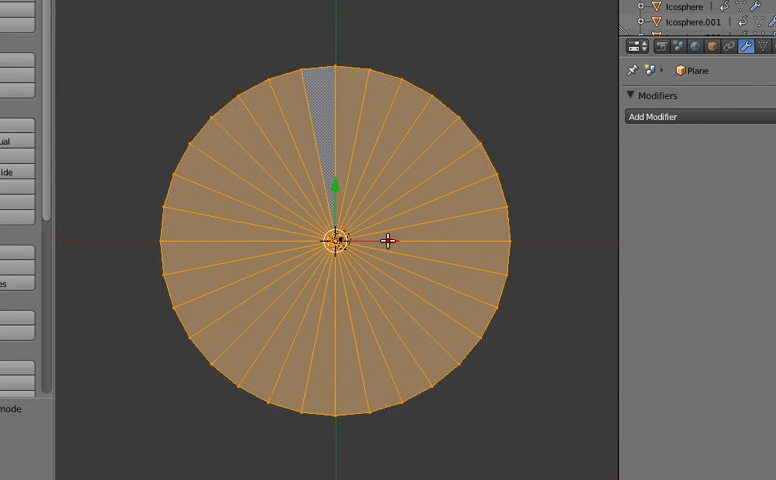 Icosphere
Icosphere.001
Plane
Modifiers
Add Modifier
ual
ide
es
mode